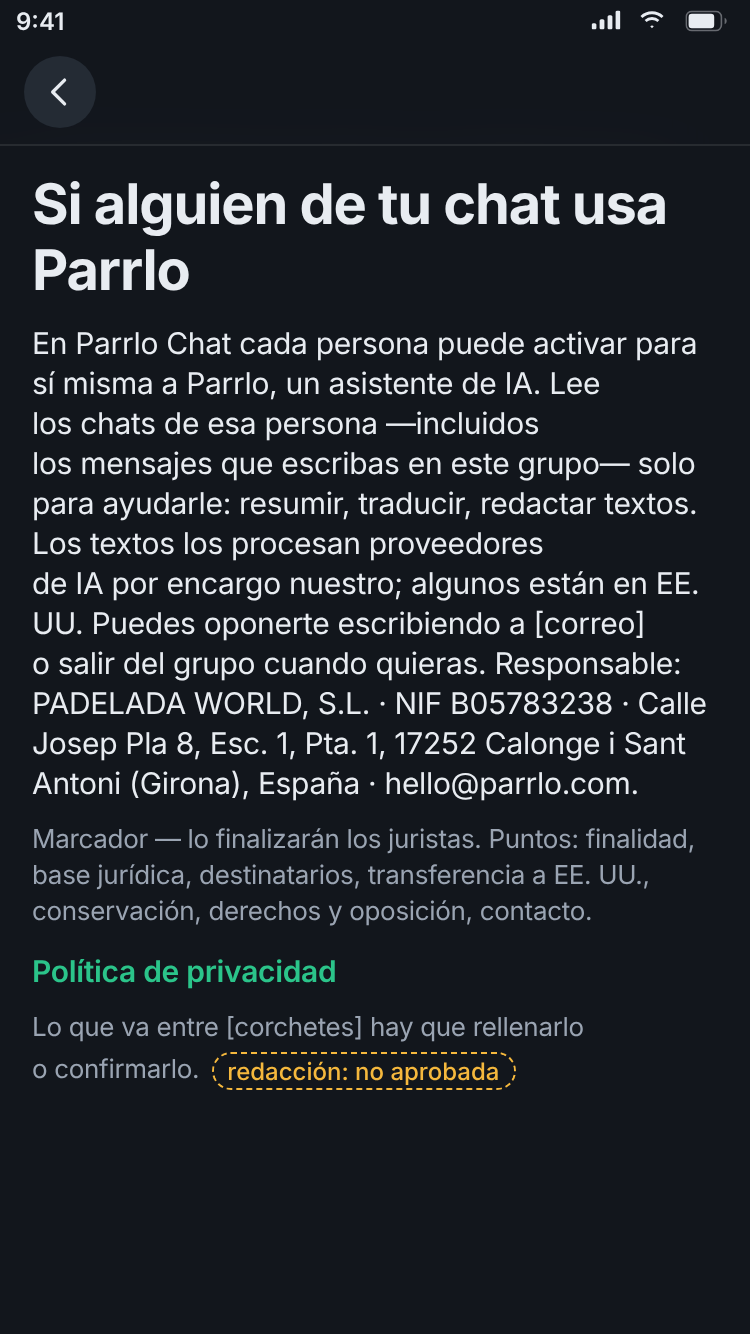 9:41
Si alguien de tu chat usa
Parrlo
En Parrlo Chat cada persona puede activar para
sí misma a Parrlo, un asistente de IA. Lee
los chats de esa persona —incluidos
los mensajes que escribas en este grupo— solo
para ayudarle: resumir, traducir, redactar textos.
Los textos los procesan proveedores
de IA por encargo nuestro; algunos están en EE.
UU. Puedes oponerte escribiendo a [correo]
o salir del grupo cuando quieras. Responsable:
PADELADA WORLD, S.L. · NIF B05783238 · Calle
Josep Pla 8, Esc. 1, Pta. 1, 17252 Calonge i Sant
Antoni (Girona), España · hello@parrlo.com.
Marcador — lo finalizarán los juristas. Puntos: finalidad,
base jurídica, destinatarios, transferencia a EE. UU.,
conservación, derechos y oposición, contacto.
Política de privacidad
Lo que va entre [corchetes] hay que rellenarlo
o confirmarlo. redacción: no aprobada